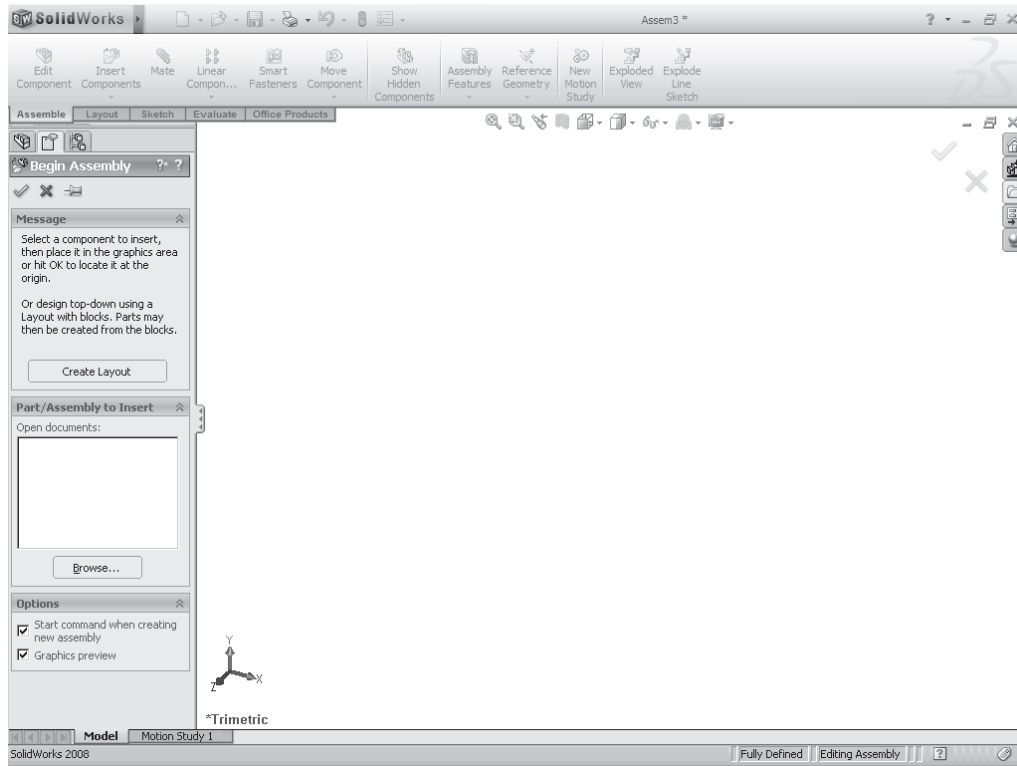 SolidWorks
Assem3 *
Edit Component
Insert Components
Mate
Linear Compon...
Smart Fasteners
Move Component
Show Hidden Components
Assembly Features
Reference Geometry
New Motion Study
Exploded View
Explode Line Sketch
Assemble
Layout
Sketch
Evaluate
Office Products
Begin Assembly
Message
Select a component to insert,
then place it in the graphics area
or hit OK to locate it at the
origin.
Or design top-down using a
Layout with blocks. Parts may
then be created from the blocks.
Create Layout
Part/Assembly to Insert
Open documents:
Browse...
Options
Start command when creating
new assembly
Graphics preview
Y
X
Z
*Trimetric
Model
Motion Study 1
SolidWorks 2008
Fully Defined
Editing Assembly